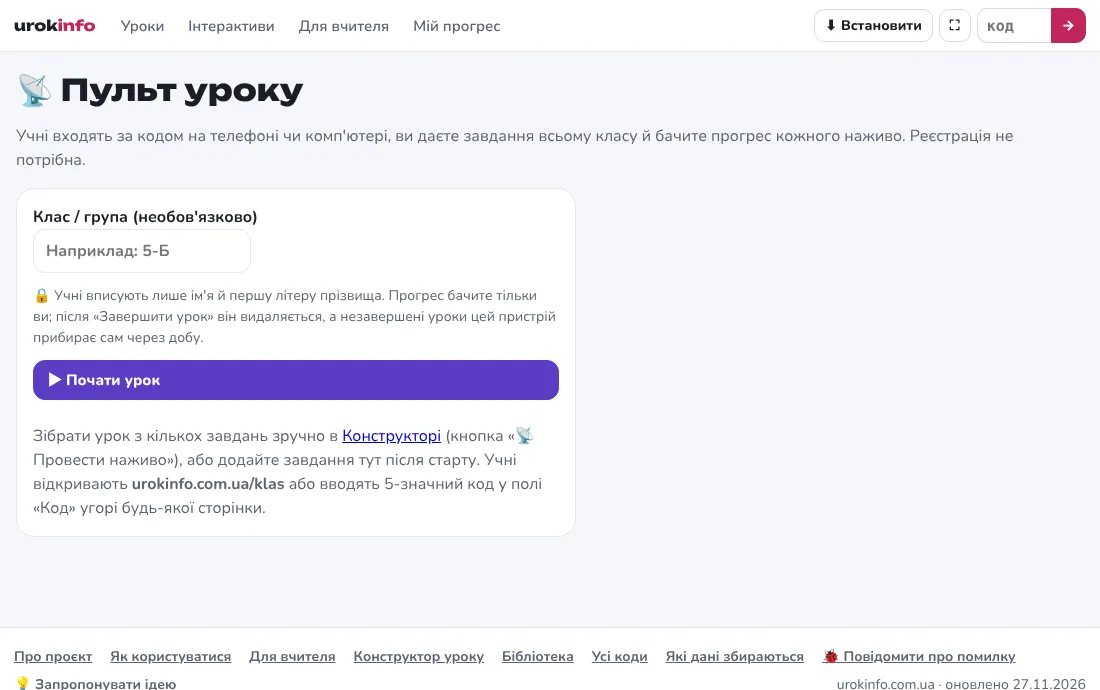 urokinfo Уроки Інтерактиви Для вчителя Мій прогрес ⬇ Встановити ⛶ код →
📡 Пульт уроку
Учні входять за кодом на телефоні чи комп'ютері, ви даєте завдання всьому класу й бачите прогрес кожного наживо. Реєстрація не
потрібна.
Клас / група (необов'язково)
Наприклад: 5-Б
🔒 Учні вписують лише ім'я й першу літеру прізвища. Прогрес бачите тільки
ви; після «Завершити урок» він видаляється, а незавершені уроки цей пристрій
прибирає сам через добу.
▶ Почати урок
Зібрати урок з кількох завдань зручно в Конструкторі (кнопка «📡
Провести наживо»), або додайте завдання тут після старту. Учні
відкривають urokinfo.com.ua/klas або вводять 5-значний код у полі
«Код» угорі будь-якої сторінки.
Про проєкт Як користуватися Для вчителя Конструктор уроку Бібліотека Усі коди Які дані збираються 🐞 Повідомити про помилку
💡 Запропонувати ідею urokinfo.com.ua · оновлено 27.11.2026